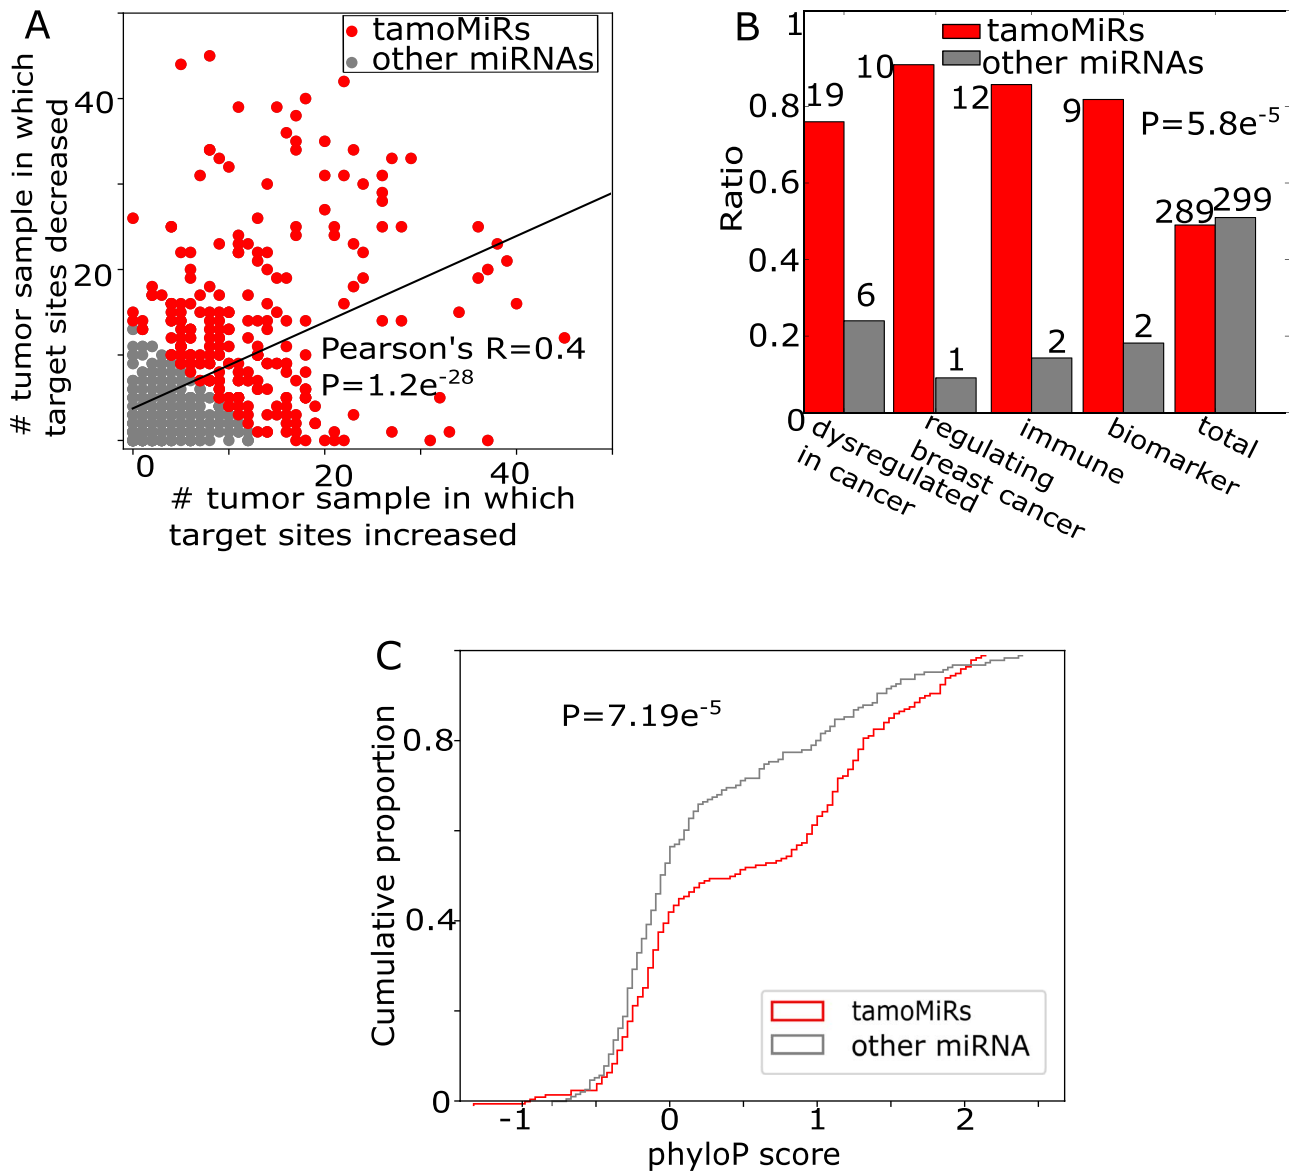 A
tamoMiRs
other miRNAs
# tumor sample in which
target sites decreased
40
20
Pearson's R=0.4
P=1.2e-28
0
20
40
# tumor sample in which
target sites increased
B
tamoMiRs
other miRNAs
P=5.8e-5
Ratio
1
0.8
0.6
0.4
0.2
0
19
6
10
1
12
2
9
2
289
299
dysregulated
in cancer
regulating
breast cancer
immune
biomarker
total
C
P=7.19e-5
Cumulative proportion
0.8
0.4
0
tamoMiRs
other miRNA
-1
0
1
2
phyloP score